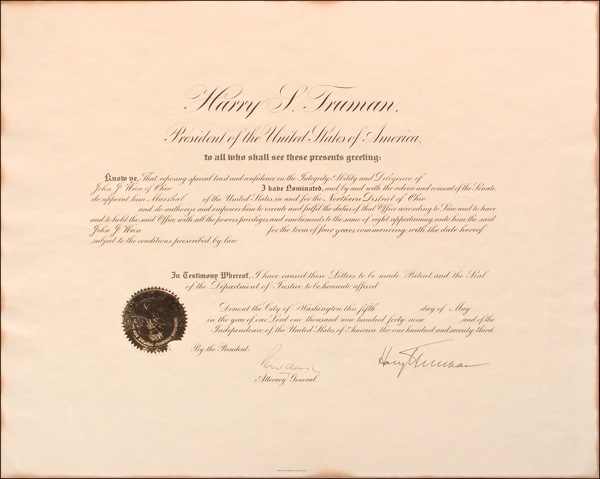 Harry S. Truman,
President of the United States of America,
to all who shall see these presents greeting:
Know ye, That reposing special trust and confidence in the Integrity, Ability and Diligence of
John J. Wein of Ohio I have Nominated, and, by and with the advice and consent of the Senate,
do appoint him Marshal of the United States in and for the Northern District of Ohio
and do authorize and empower him to execute and fulfil the duties of that Office according to Law and to have
and to hold the said Office with all the powers, privileges and emoluments to the same of right appertaining unto him, the said
John J. Wein for the term of four years commencing with the date hereof
subject to the conditions prescribed by law
In Testimony Whereof, I have caused these Letters to be made Patent, and the Seal
of the Department of Justice to be hereunto affixed
Done at the City of Washington this fifth day of May
in the year of our Lord one thousand nine hundred forty-nine and of the
Independence of the United States of America the one hundred and seventy third
By the President:
Harry Truman
Attorney General.